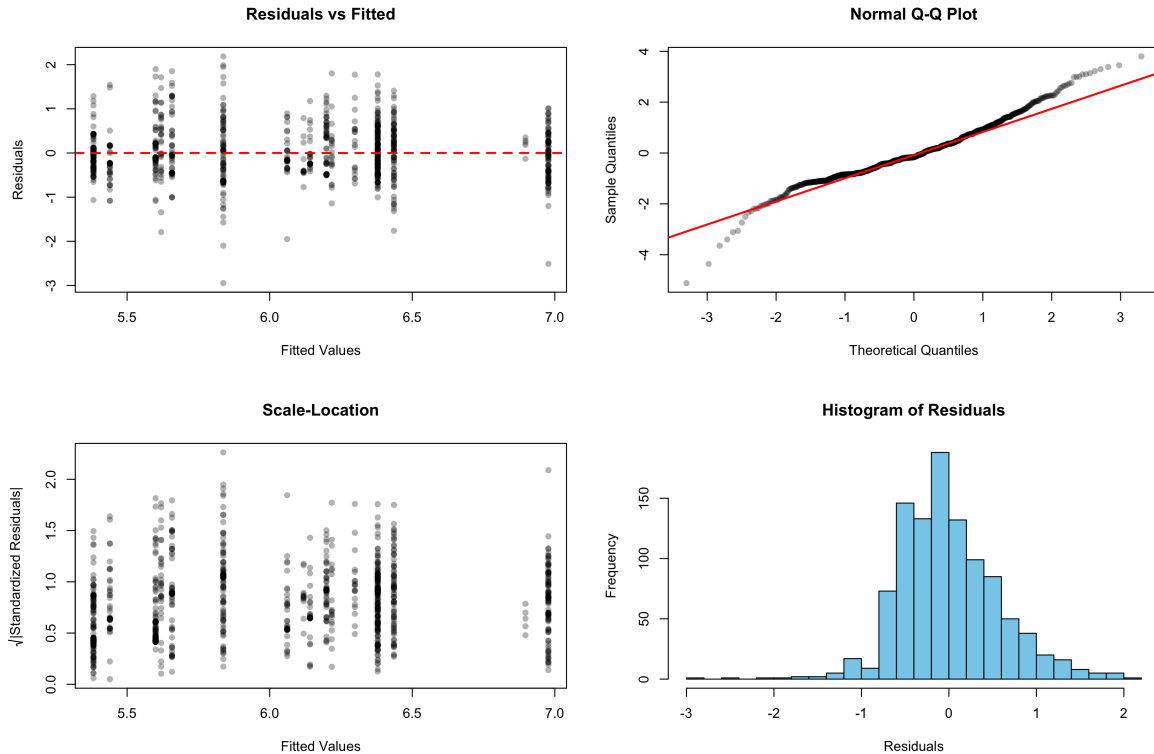 Residuals vs Fitted
Residuals
2
1
0
-1
-2
-3
5.5 6.0 6.5 7.0
Fitted Values
Normal Q-Q Plot
Sample Quantiles
4
2
0
-2
-4
-3 -2 -1 0 1 2 3
Theoretical Quantiles
Scale-Location
√|Standardized Residuals|
2.0
1.5
1.0
0.5
0.0
5.5 6.0 6.5 7.0
Fitted Values
Histogram of Residuals
Frequency
150
100
50
0
-3 -2 -1 0 1 2
Residuals